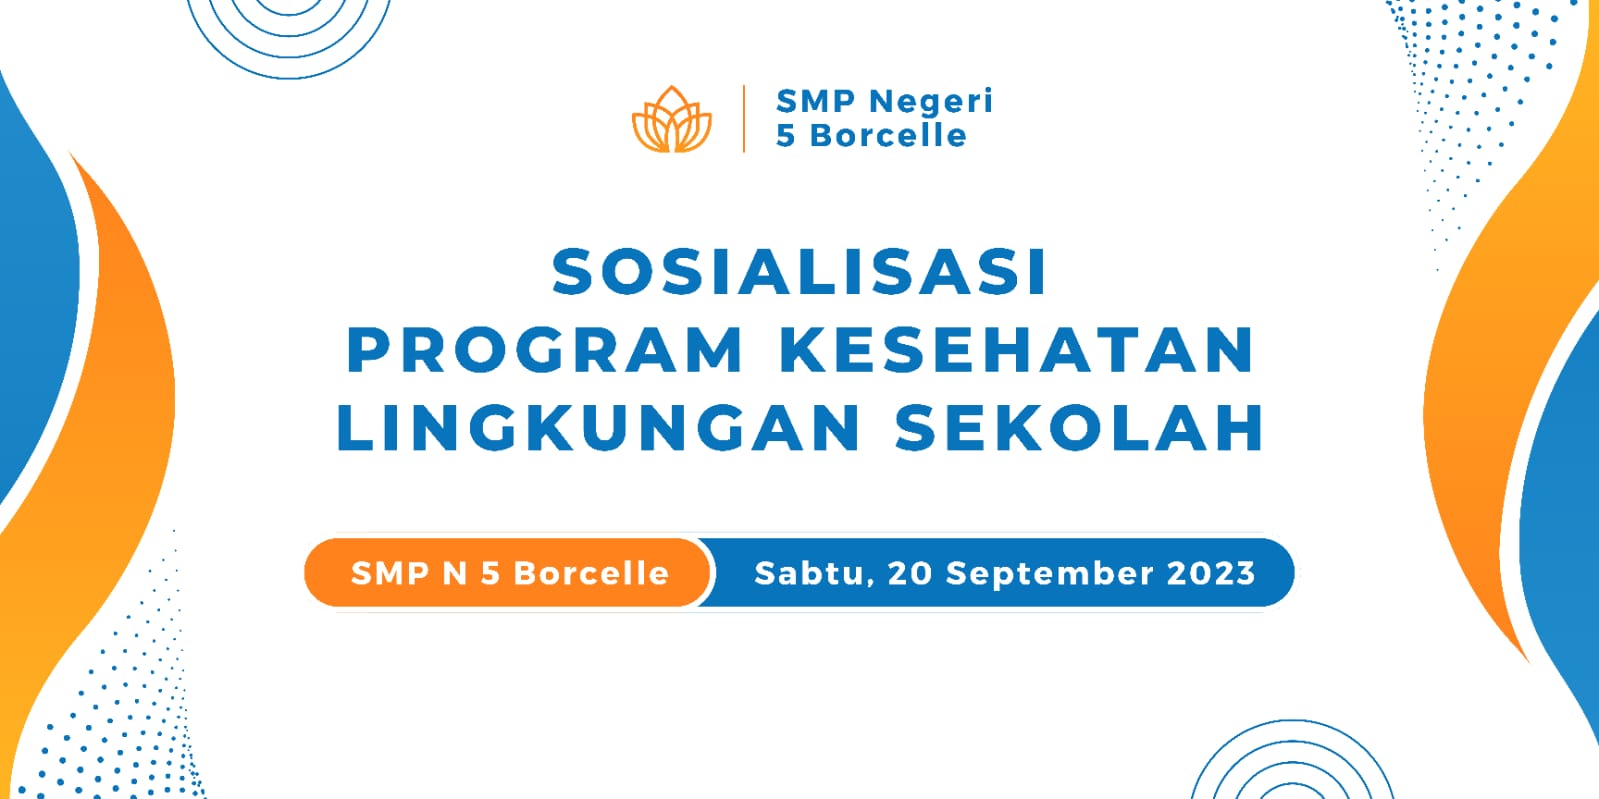 SMP Negeri
5 Borcelle
SOSIALISASI
PROGRAM KESEHATAN
LINGKUNGAN SEKOLAH
SMP N 5 Borcelle
Sabtu, 20 September 2023